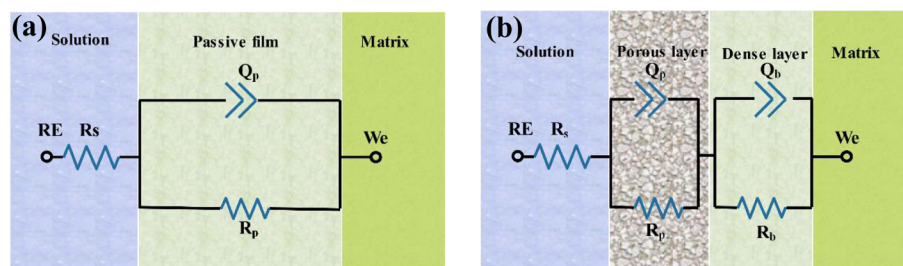 (a)
Solution
Passive film
Matrix
Qp
RE
Rs
We
Rp
(b)
Solution
Porous layer
Dense layer
Matrix
Qp
Qb
RE
Rs
We
Rp
Rb